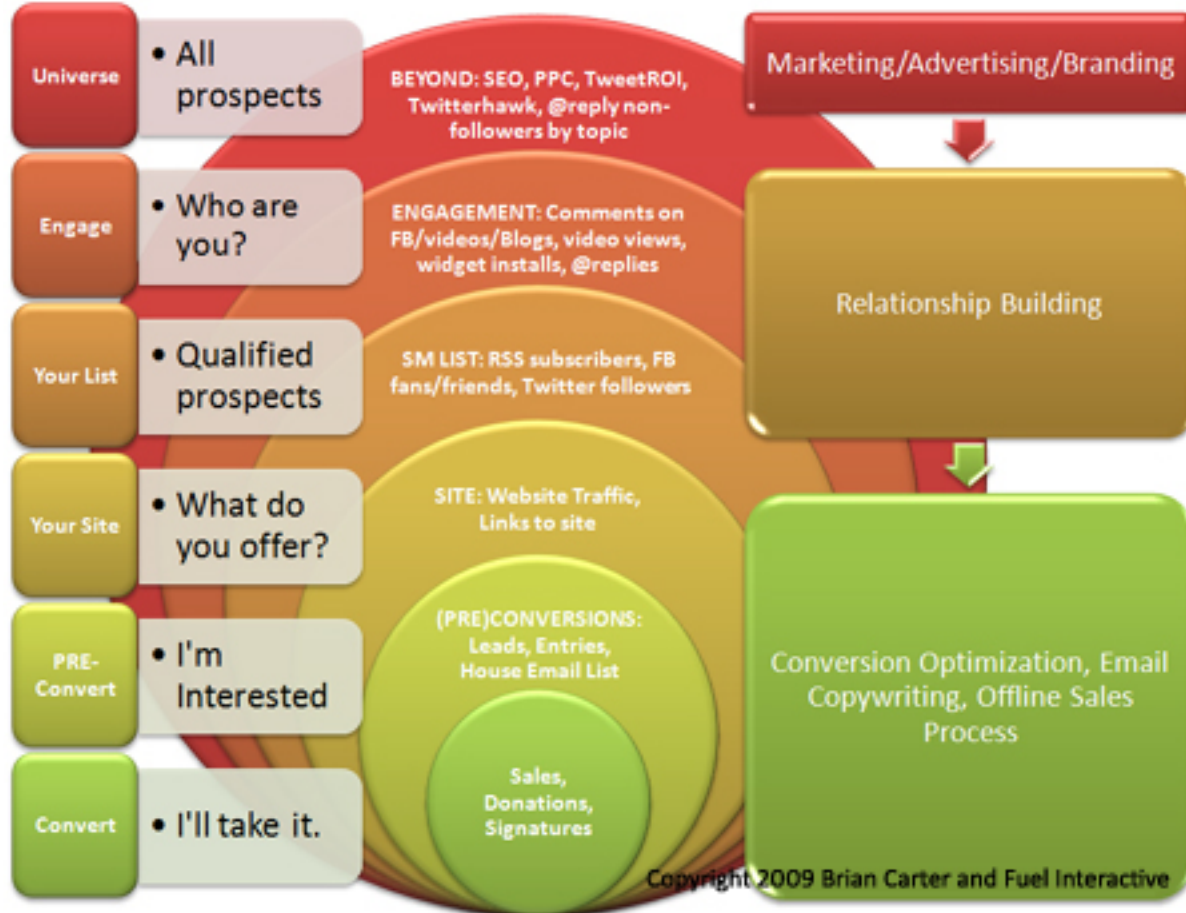 Universe
• All
prospects
BEYOND: SEO, PPC, TweetROI,
Twitterhawk, @reply non-
followers by topic
Marketing/Advertising/Branding
Engage
• Who are
you?
ENGAGEMENT: Comments on
FB/videos/Blogs, video views,
widget installs, @replies
Relationship Building
Your List
• Qualified
prospects
SM LIST: RSS subscribers, FB
fans/friends, Twitter followers
Your Site
• What do
you offer?
SITE: Website Traffic,
Links to site
PRE-
Convert
• I'm
Interested
(PRE)CONVERSIONS:
Leads, Entries,
House Email List
Conversion Optimization, Email
Copywriting, Offline Sales
Process
Convert
• I'll take it.
Sales,
Donations,
Signatures
Copyright 2009 Brian Carter and Fuel Interactive